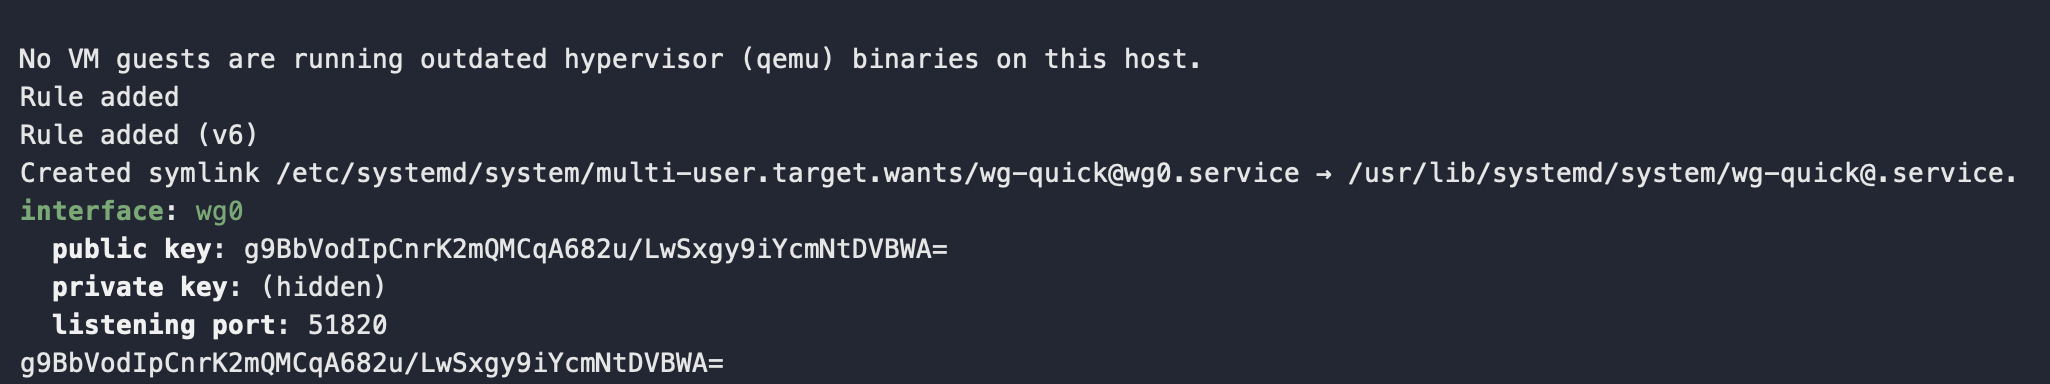 No VM guests are running outdated hypervisor (qemu) binaries on this host.
Rule added
Rule added (v6)
Created symlink /etc/systemd/system/multi-user.target.wants/wg-quick@wg0.service → /usr/lib/systemd/system/wg-quick@.service.
interface: wg0
  public key: g9BbVodIpCnrK2mQMCqA682u/LwSxgy9iYcmNtDVBWA=
  private key: (hidden)
  listening port: 51820
g9BbVodIpCnrK2mQMCqA682u/LwSxgy9iYcmNtDVBWA=